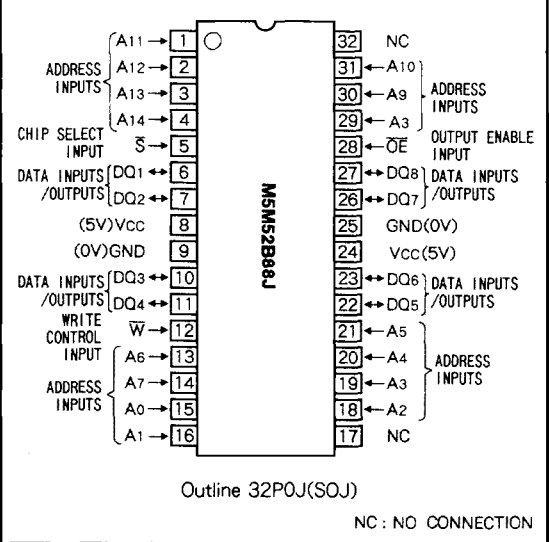 ADDRESS INPUTS
A11 1
A12 2
A13 3
A14 4
CHIP SELECT INPUT
S̅ 5
DATA INPUTS /OUTPUTS
DQ1 6
DQ2 7
(5V)Vcc 8
(0V)GND 9
DATA INPUTS /OUTPUTS
DQ3 10
DQ4 11
WRITE CONTROL INPUT
W̅ 12
ADDRESS INPUTS
A6 13
A7 14
A0 15
A1 16
M5M52B88J
32 NC
31 A10
30 A9
29 A3
ADDRESS INPUTS
28 O̅E̅
OUTPUT ENABLE INPUT
27 DQ8
26 DQ7
DATA INPUTS /OUTPUTS
25 GND(0V)
24 Vcc(5V)
23 DQ6
22 DQ5
DATA INPUTS /OUTPUTS
21 A5
20 A4
19 A3
18 A2
ADDRESS INPUTS
17 NC
Outline 32P0J(SOJ)
NC : NO CONNECTION